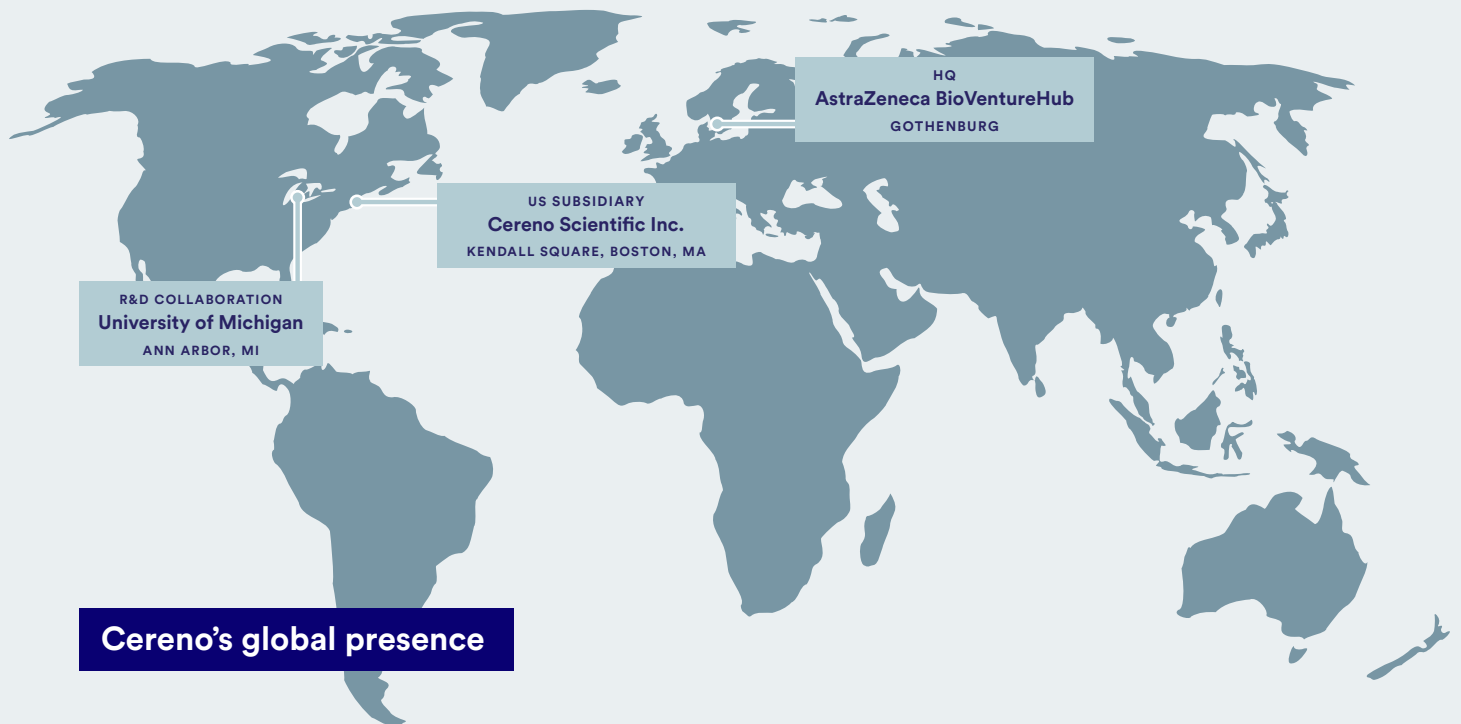 HQ
AstraZeneca BioVentureHub
GOTHENBURG
US SUBSIDIARY
Cereno Scientific Inc.
KENDALL SQUARE, BOSTON, MA
R&D COLLABORATION
University of Michigan
ANN ARBOR, MI
Cereno’s global presence